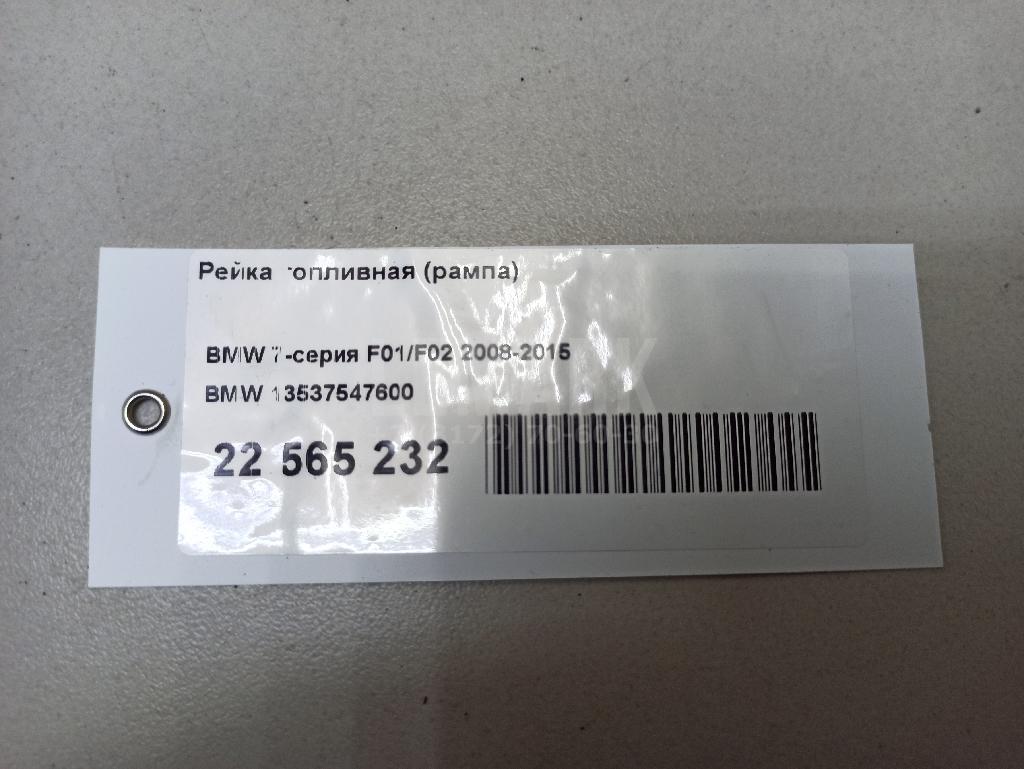 Рейка топливная (рампа)
BMW 7-серия F01/F02 2008-2015
BMW 13537547600
22 565 232